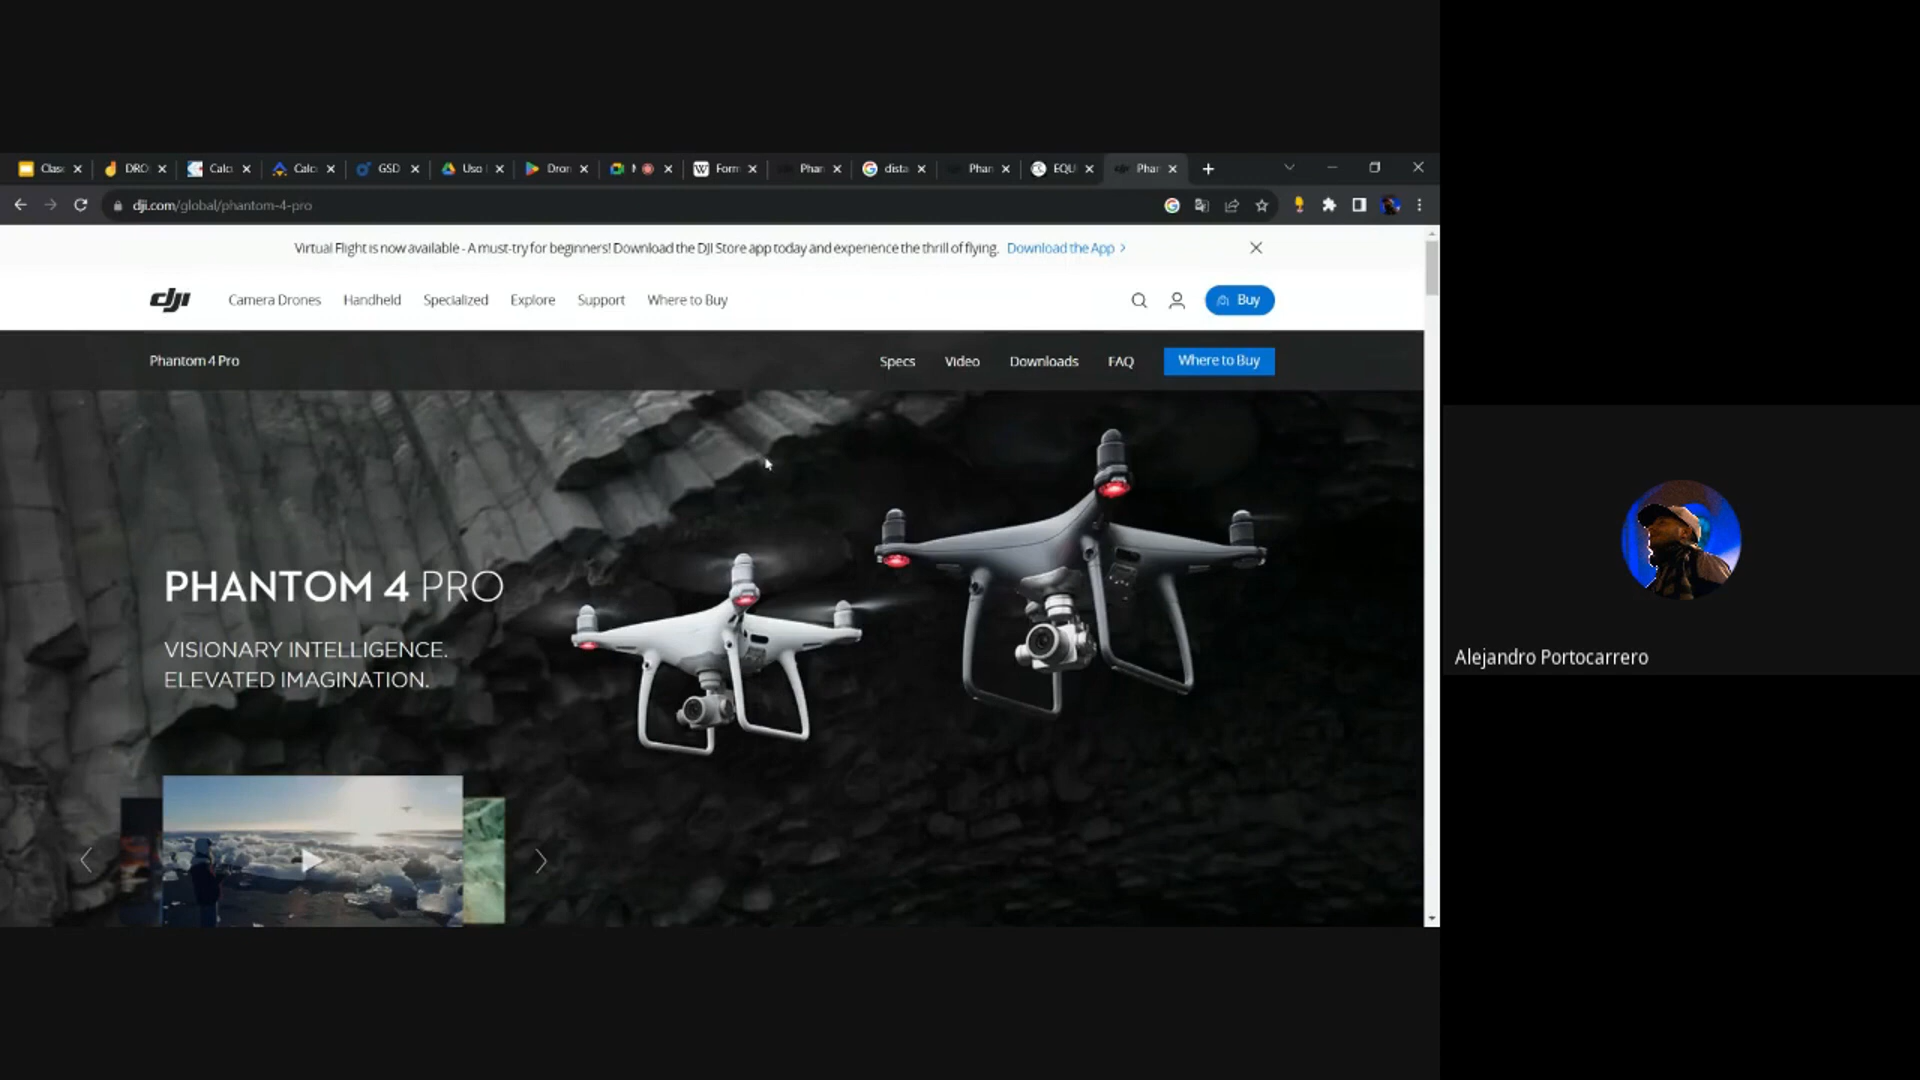 Clas
DRO
Calcu
Calcu
GSD
Uso
Dron
Form
Phan
dista
Phan
EQU
Phan
dji.com/global/phantom-4-pro
Virtual Flight is now available - A must-try for beginners! Download the DJI Store app today and experience the thrill of flying. Download the App >
dji
Camera Drones
Handheld
Specialized
Explore
Support
Where to Buy
Buy
Phantom 4 Pro
Specs
Video
Downloads
FAQ
Where to Buy
PHANTOM 4 PRO
VISIONARY INTELLIGENCE.
ELEVATED IMAGINATION.
Alejandro Portocarrero